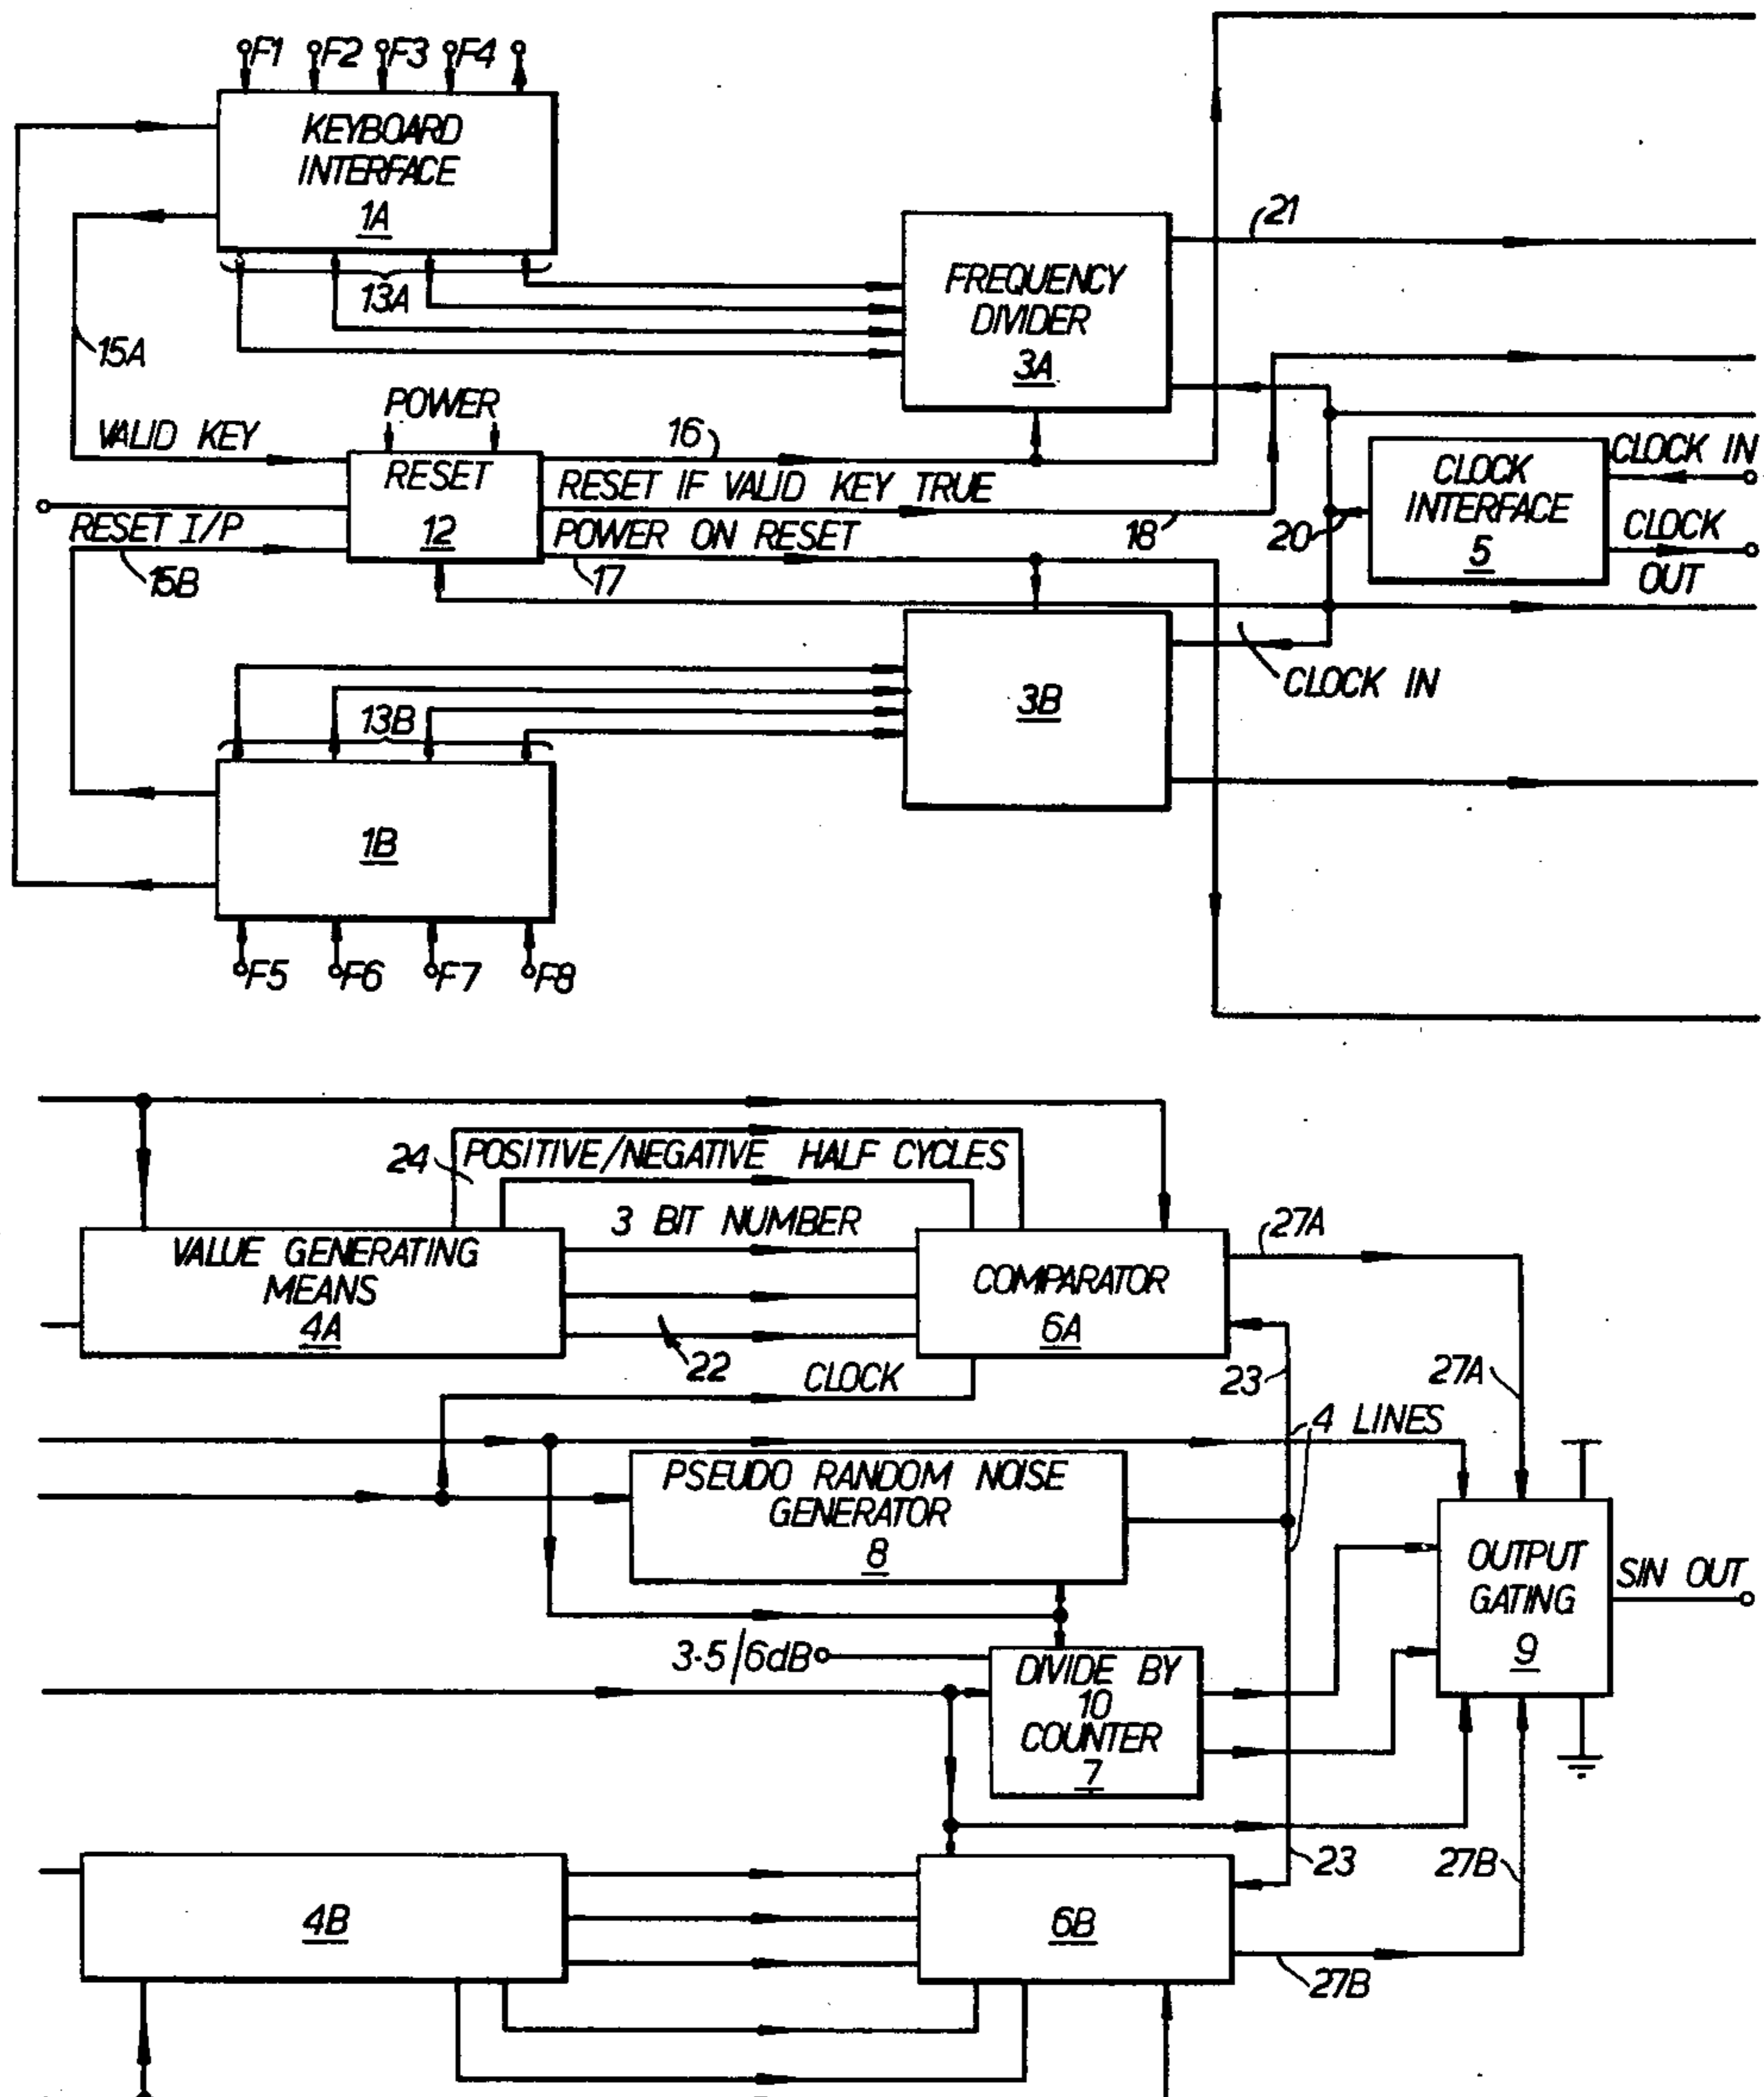 F1 F2 F3 F4
KEYBOARD
INTERFACE
1A
13A
15A
FREQUENCY
DIVIDER
3A
21
POWER
VALID KEY
RESET
12
16
RESET IF VALID KEY TRUE
18
RESET I/P
15B
POWER ON RESET
17
CLOCK
INTERFACE
5
20
CLOCK IN
CLOCK
OUT
CLOCK IN
3B
13B
1B
F5 F6 F7 F8
24
POSITIVE/NEGATIVE HALF CYCLES
3 BIT NUMBER
VALUE GENERATING
MEANS
4A
22
COMPARATOR
6A
27A
CLOCK
23
27A
4 LINES
PSEUDO RANDOM NOISE
GENERATOR
8
OUTPUT
GATING
9
SIN OUT
3·5/6dB
DIVIDE BY
10
COUNTER
7
4B
6B
23
27B
27B